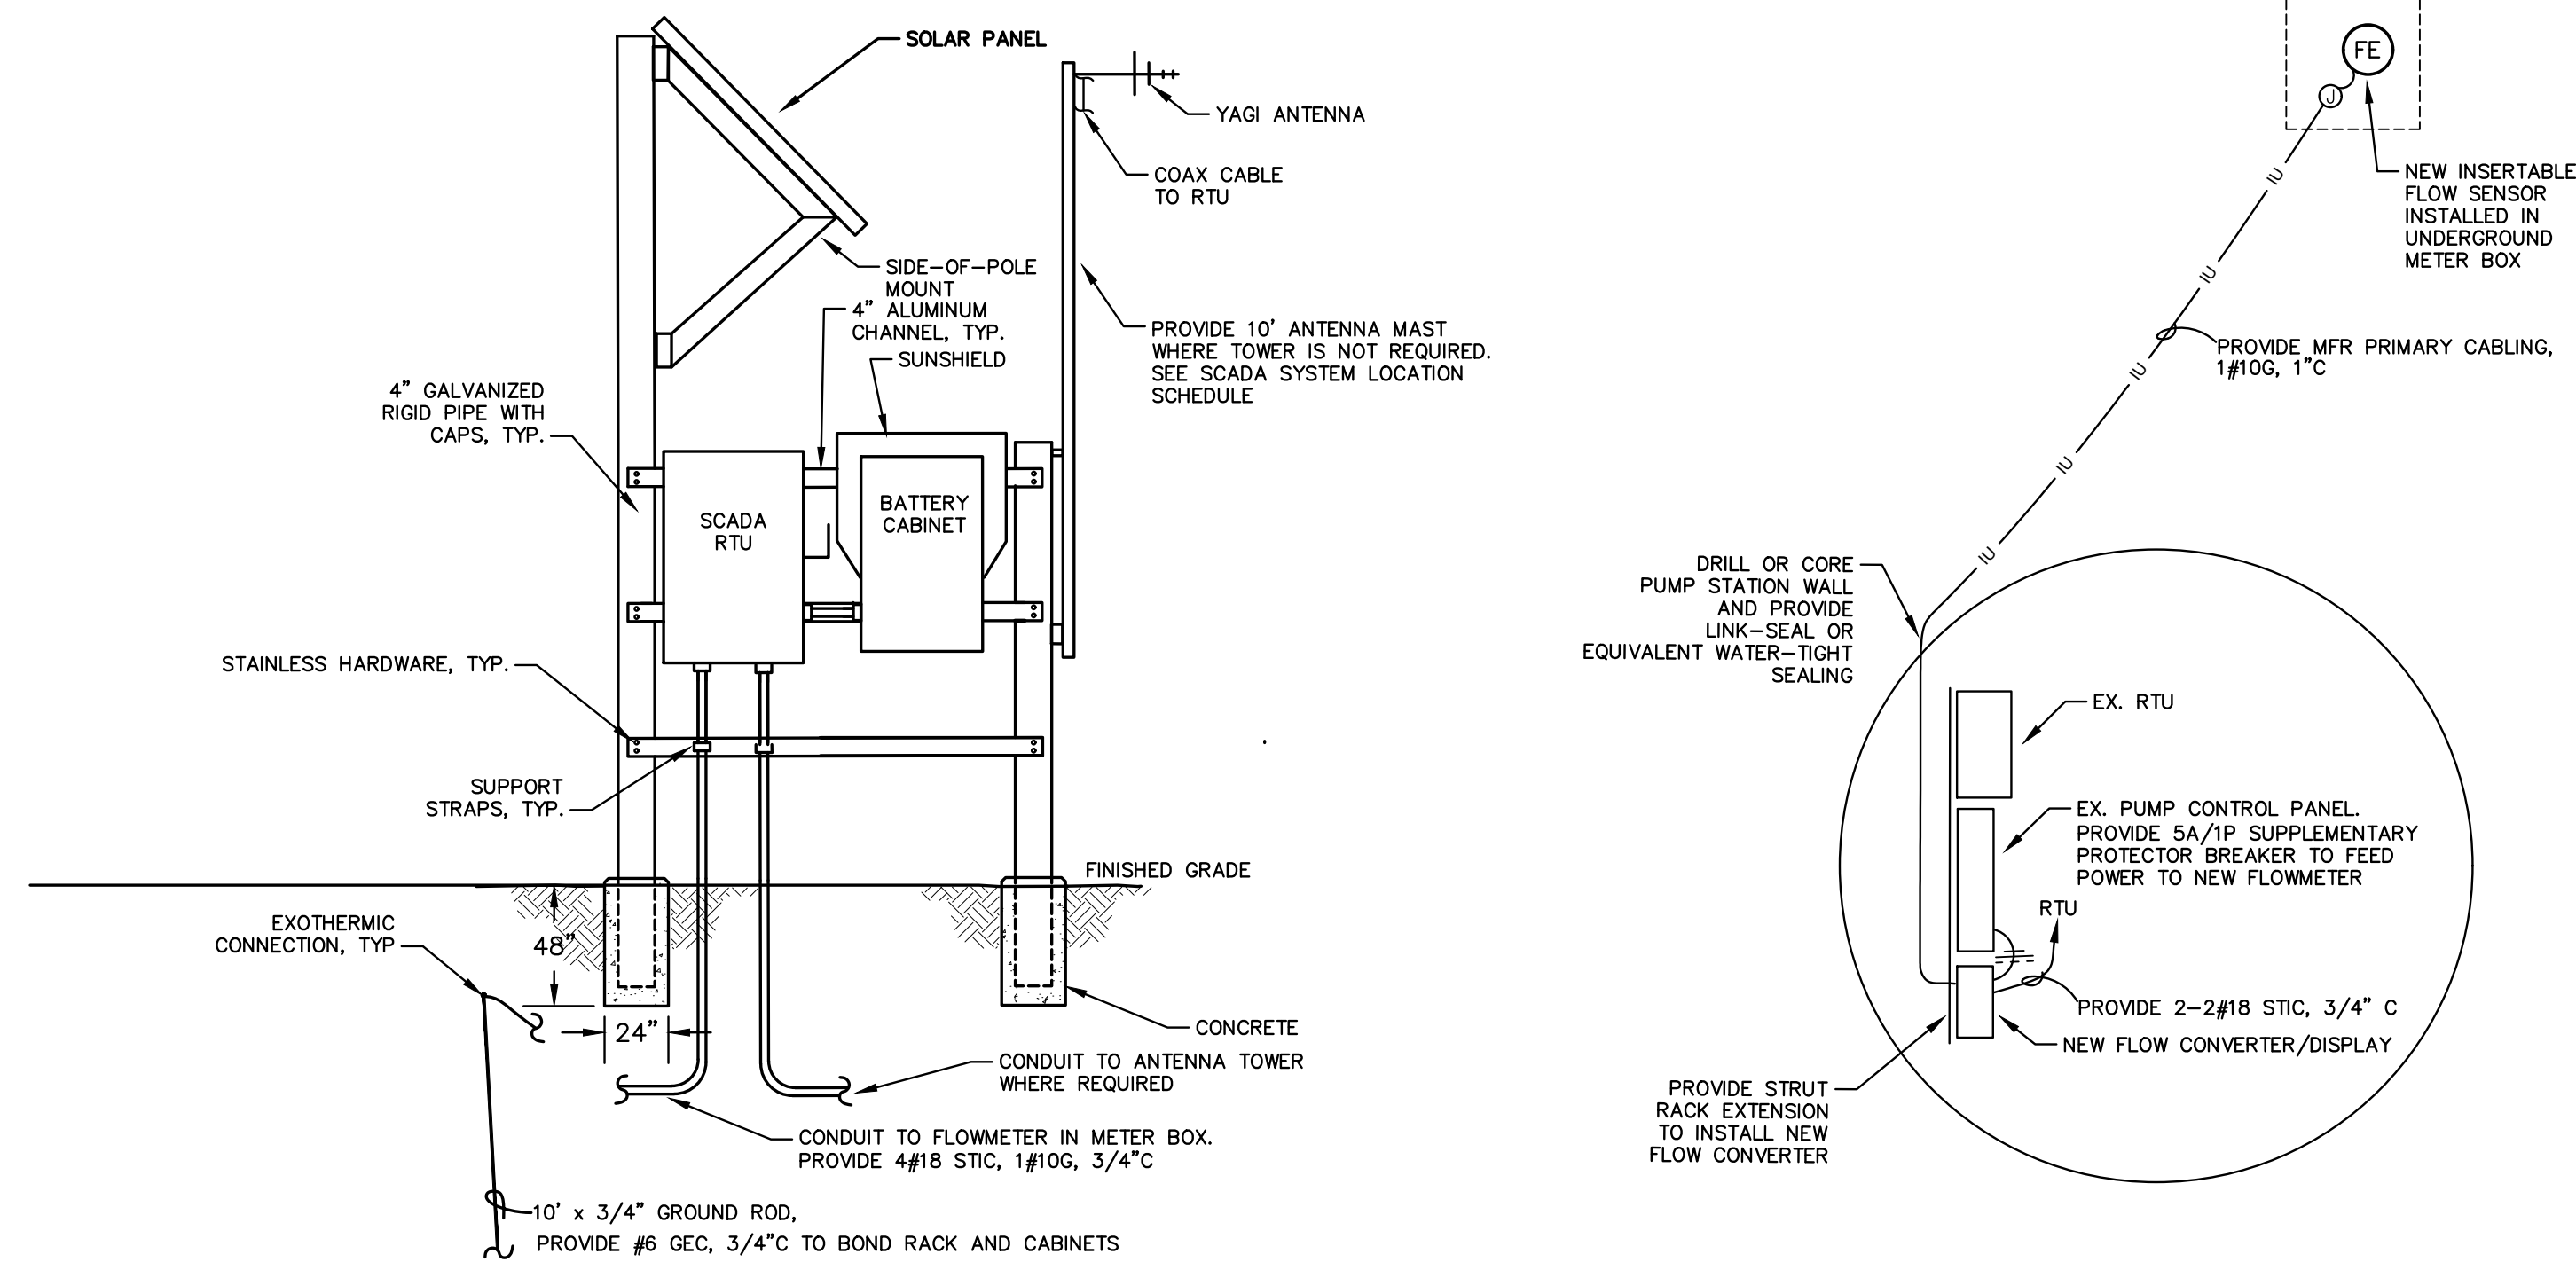 SOLAR PANEL
YAGI ANTENNA
COAX CABLE
TO RTU
SIDE-OF-POLE
MOUNT
4" ALUMINUM
CHANNEL, TYP.
SUNSHIELD
PROVIDE 10' ANTENNA MAST
WHERE TOWER IS NOT REQUIRED.
SEE SCADA SYSTEM LOCATION
SCHEDULE
4" GALVANIZED
RIGID PIPE WITH
CAPS, TYP.
SCADA
RTU
BATTERY
CABINET
STAINLESS HARDWARE, TYP.
SUPPORT
STRAPS, TYP.
FINISHED GRADE
EXOTHERMIC
CONNECTION, TYP
48"
24"
CONCRETE
CONDUIT TO ANTENNA TOWER
WHERE REQUIRED
CONDUIT TO FLOWMETER IN METER BOX.
PROVIDE 4#18 STIC, 1#10G, 3/4"C
10' x 3/4" GROUND ROD,
PROVIDE #6 GEC, 3/4"C TO BOND RACK AND CABINETS
FE
J
NEW INSERTABLE
FLOW SENSOR
INSTALLED IN
UNDERGROUND
METER BOX
IU
IU
PROVIDE MFR PRIMARY CABLING,
1#10G, 1"C
IU
IU
IU
DRILL OR CORE
PUMP STATION WALL
AND PROVIDE
LINK-SEAL OR
EQUIVALENT WATER-TIGHT
SEALING
EX. RTU
EX. PUMP CONTROL PANEL.
PROVIDE 5A/1P SUPPLEMENTARY
PROTECTOR BREAKER TO FEED
POWER TO NEW FLOWMETER
RTU
PROVIDE 2-2#18 STIC, 3/4" C
NEW FLOW CONVERTER/DISPLAY
PROVIDE STRUT
RACK EXTENSION
TO INSTALL NEW
FLOW CONVERTER